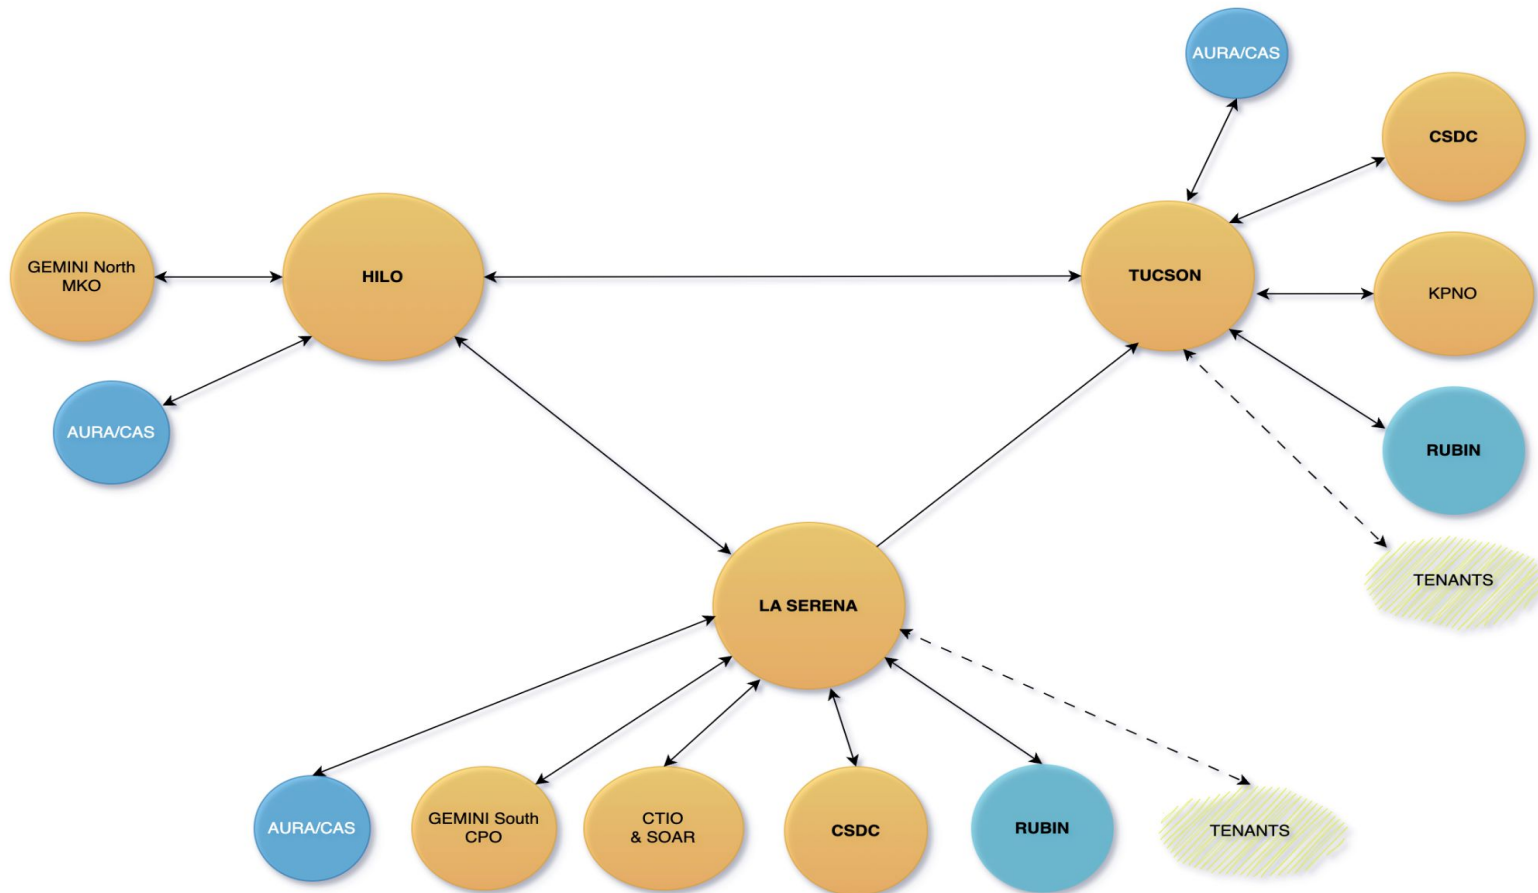 AURA/CAS
CSDC
GEMINI North
MKO
HILO
TUCSON
KPNO
AURA/CAS
RUBIN
TENANTS
LA SERENA
AURA/CAS
GEMINI South
CPO
CTIO
& SOAR
CSDC
RUBIN
TENANTS